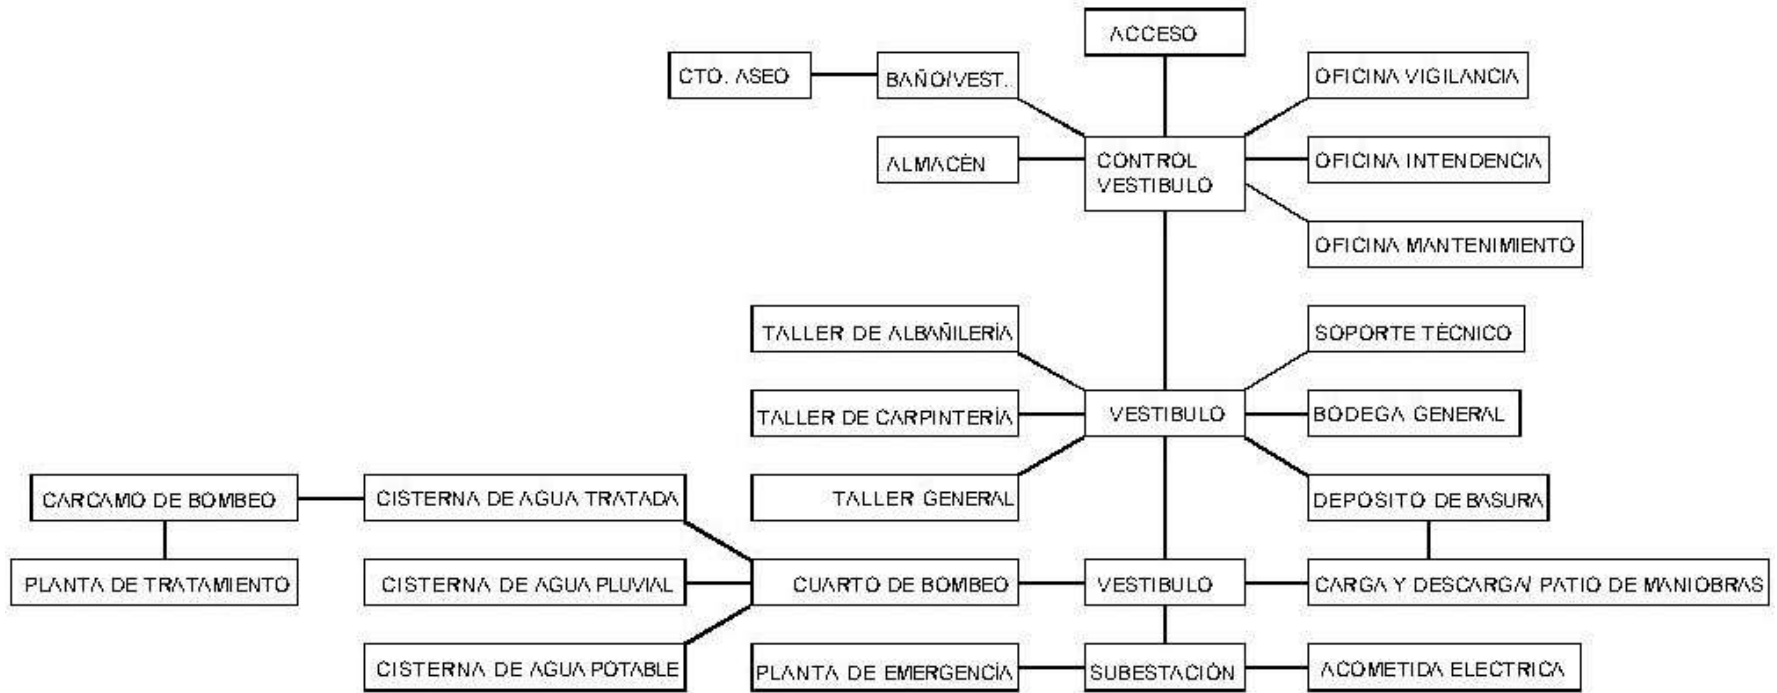 ACCESO
CTO. ASEO
BAÑO/VEST.
OFICINA VIGILANCIA
ALMACÉN
CONTROL
VESTIBULO
OFICINA INTENDENCIA
OFICINA MANTENIMIENTO
TALLER DE ALBAÑILERÍA
SOPORTE TÉCNICO
TALLER DE CARPINTERÍA
VESTIBULO
BODEGA GENERAL
CARCAMO DE BOMBEO
CISTERNA DE AGUA TRATADA
TALLER GENERAL
DEPOSITO DE BASURA
PLANTA DE TRATAMIENTO
CISTERNA DE AGUA PLUVIAL
CUARTO DE BOMBEO
VESTIBULO
CARGA Y DESCARGA/ PATIO DE MANIOBRAS
CISTERNA DE AGUA POTABLE
PLANTA DE EMERGENCÍA
SUBESTACIÓN
ACOMETIDA ELECTRICA